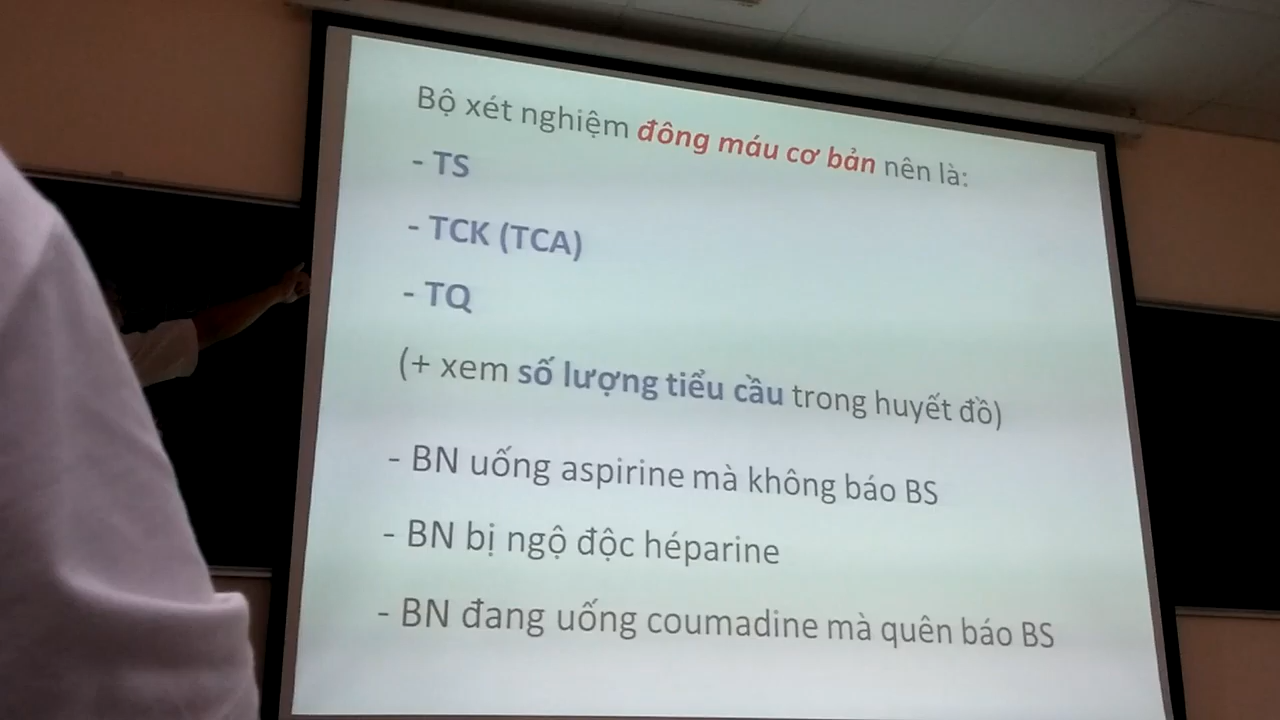 Bộ xét nghiệm đông máu cơ bản nên là:
- TS
- TCK (TCA)
- TQ
(+ xem số lượng tiểu cầu trong huyết đồ)
- BN uống aspirine mà không báo BS
- BN bị ngộ độc héparine
- BN đang uống coumadine mà quên báo BS